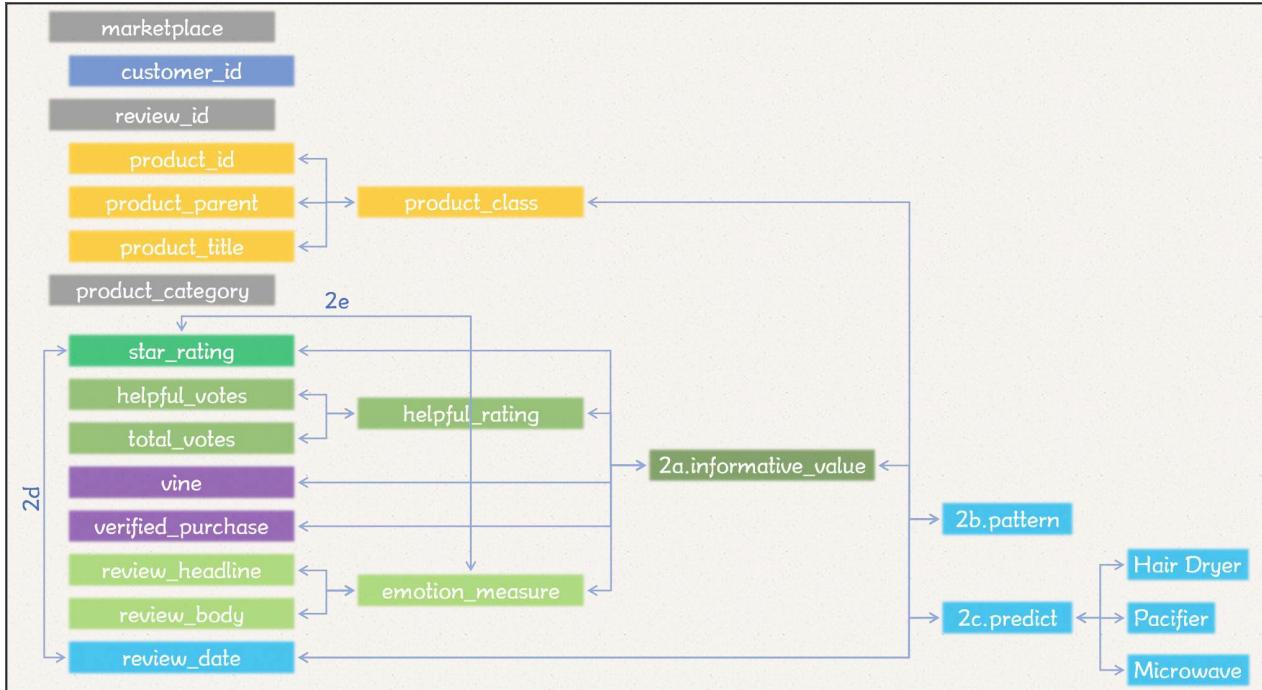 marketplace
customer_id
review_id
product_id
product_parent
product_class
product_title
product_category
2e
star_rating
helpful_votes
helpful_rating
total_votes
2a.informative_value
vine
2d
verified_purchase
2b.pattern
review_headline
Hair Dryer
emotion_measure
review_body
2c.predict
Pacifier
review_date
Microwave